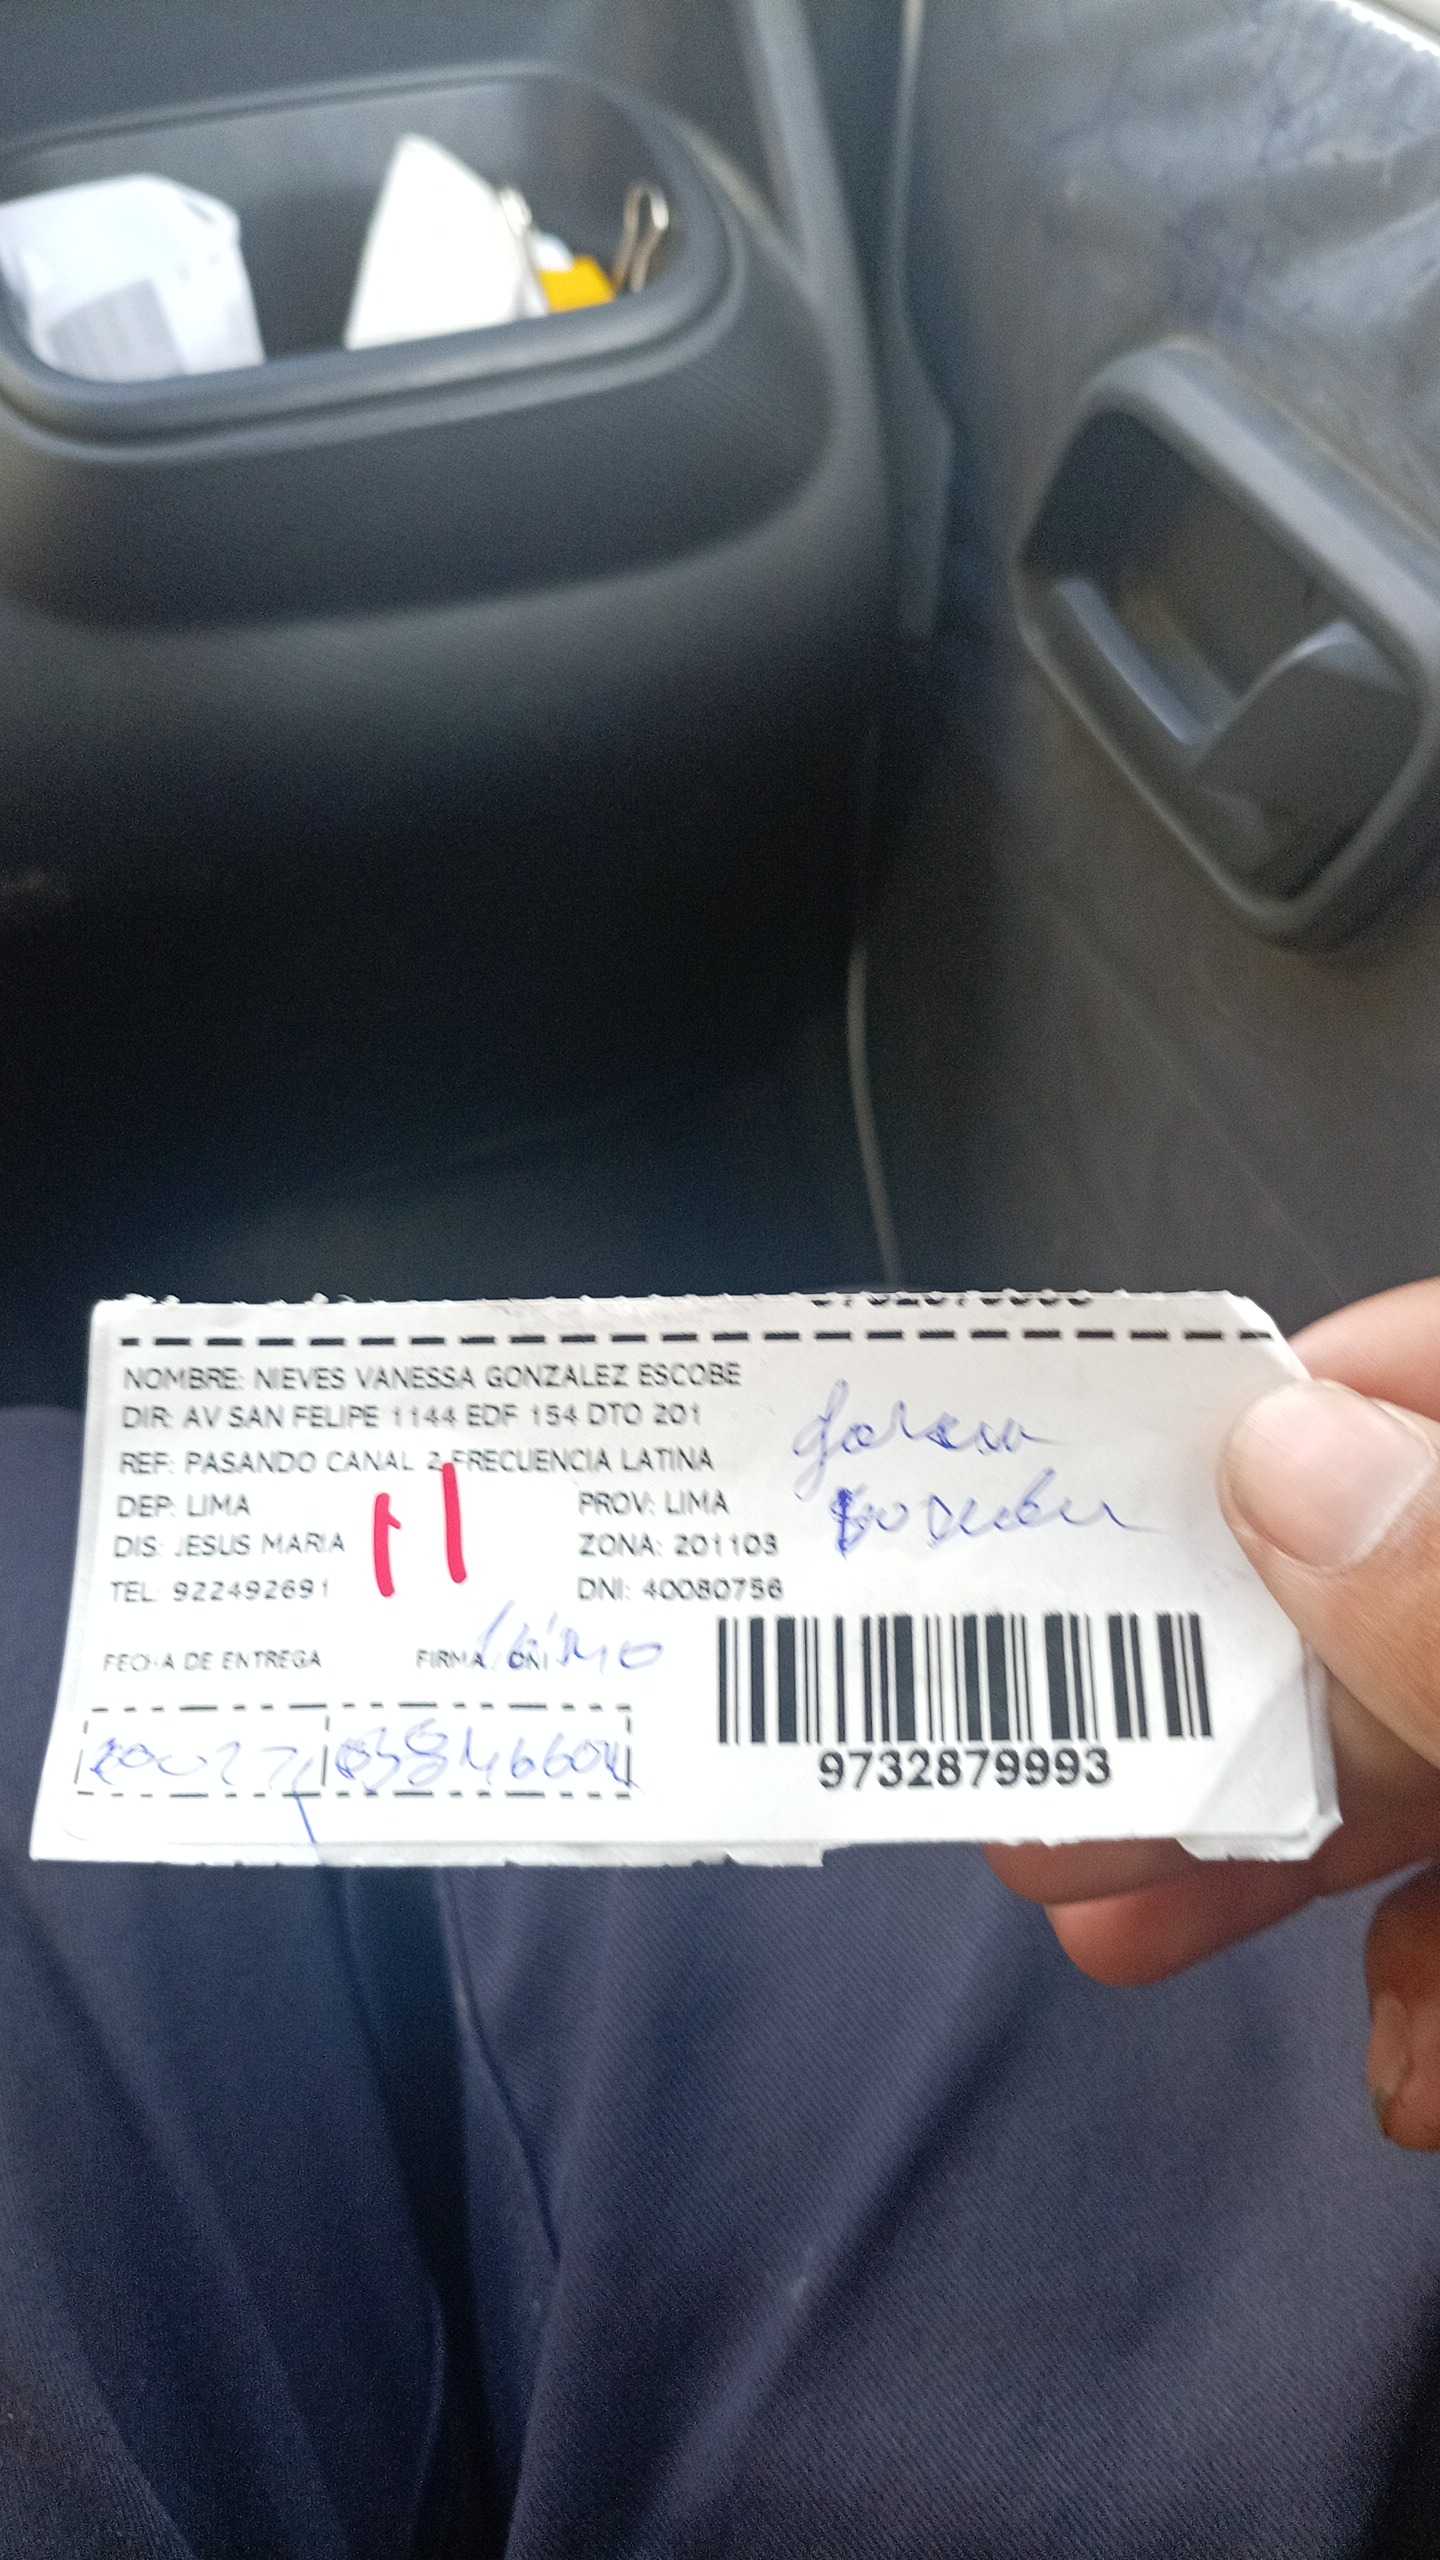 NOMBRE: NIEVES VANESSA GONZALEZ ESCOBE
DIR: AV SAN FELIPE 1144 EDF 154 DTO 201
REF: PASANDO CANAL 2 FRECUENCIA LATINA
DEP: LIMA PROV: LIMA
DIS: JESUS MARIA ZONA: 201103
TEL: 922492691 DNI: 40080756
11
FECHA DE ENTREGA FIRMA / DNI
9732879993